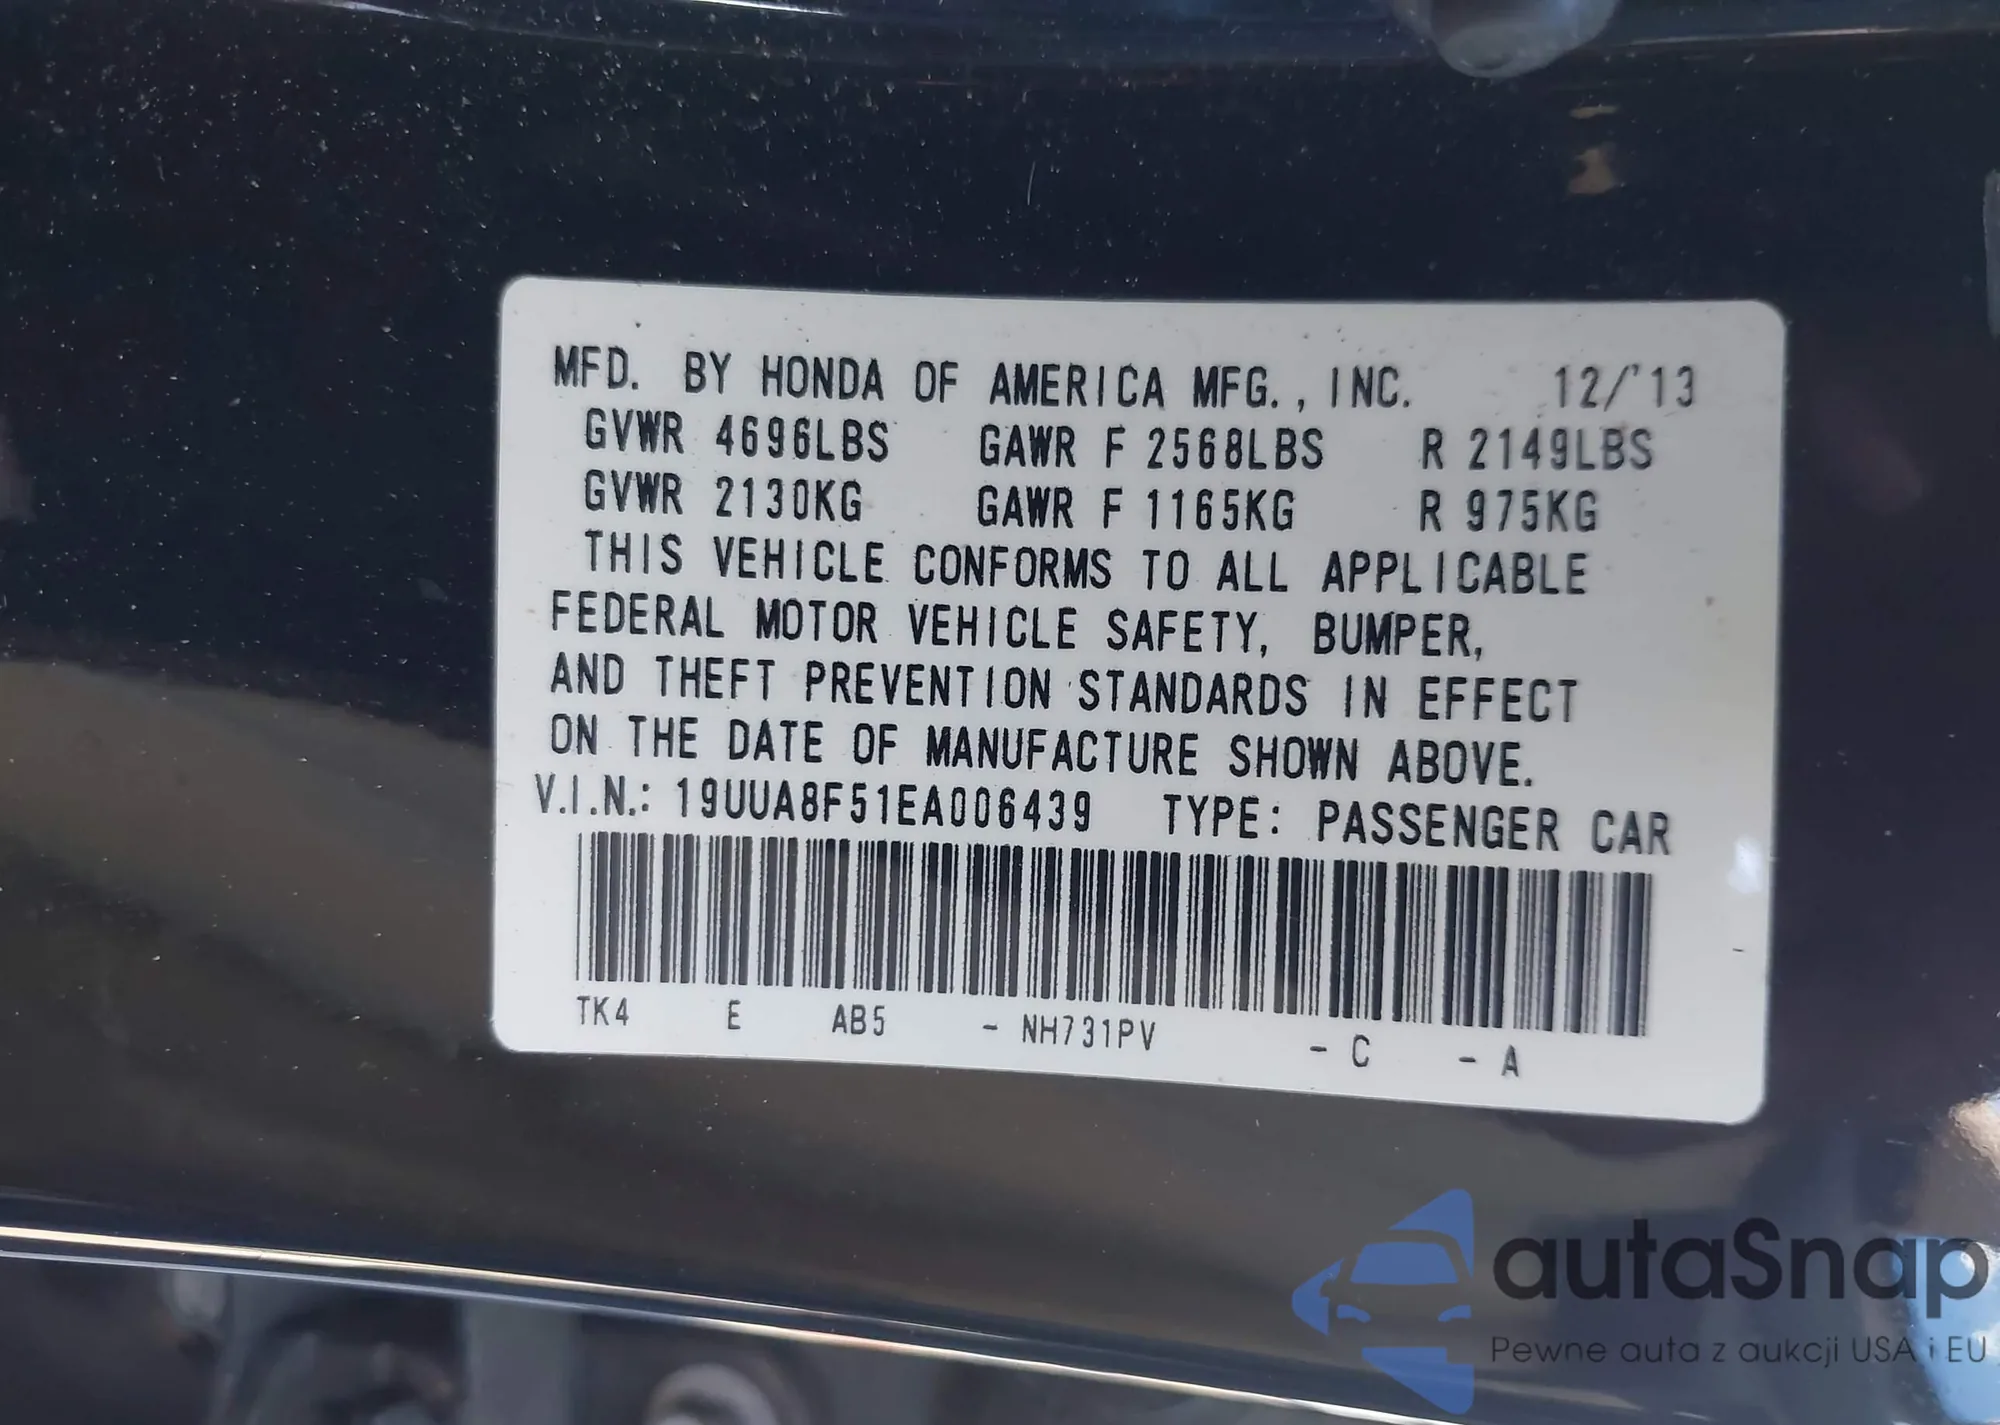 MFD. BY HONDA OF AMERICA MFG., INC. 12/'13
GVWR 4696LBS GAWR F 2568LBS R 2149LBS
GVWR 2130KG GAWR F 1165KG R 975KG
THIS VEHICLE CONFORMS TO ALL APPLICABLE
FEDERAL MOTOR VEHICLE SAFETY, BUMPER,
AND THEFT PREVENTION STANDARDS IN EFFECT
ON THE DATE OF MANUFACTURE SHOWN ABOVE.
V.I.N.: 19UUA8F51EA006439 TYPE: PASSENGER CAR
TK4 E AB5 - NH731PV - C - A
autaSnap
Pewne auta z aukcji USA i EU